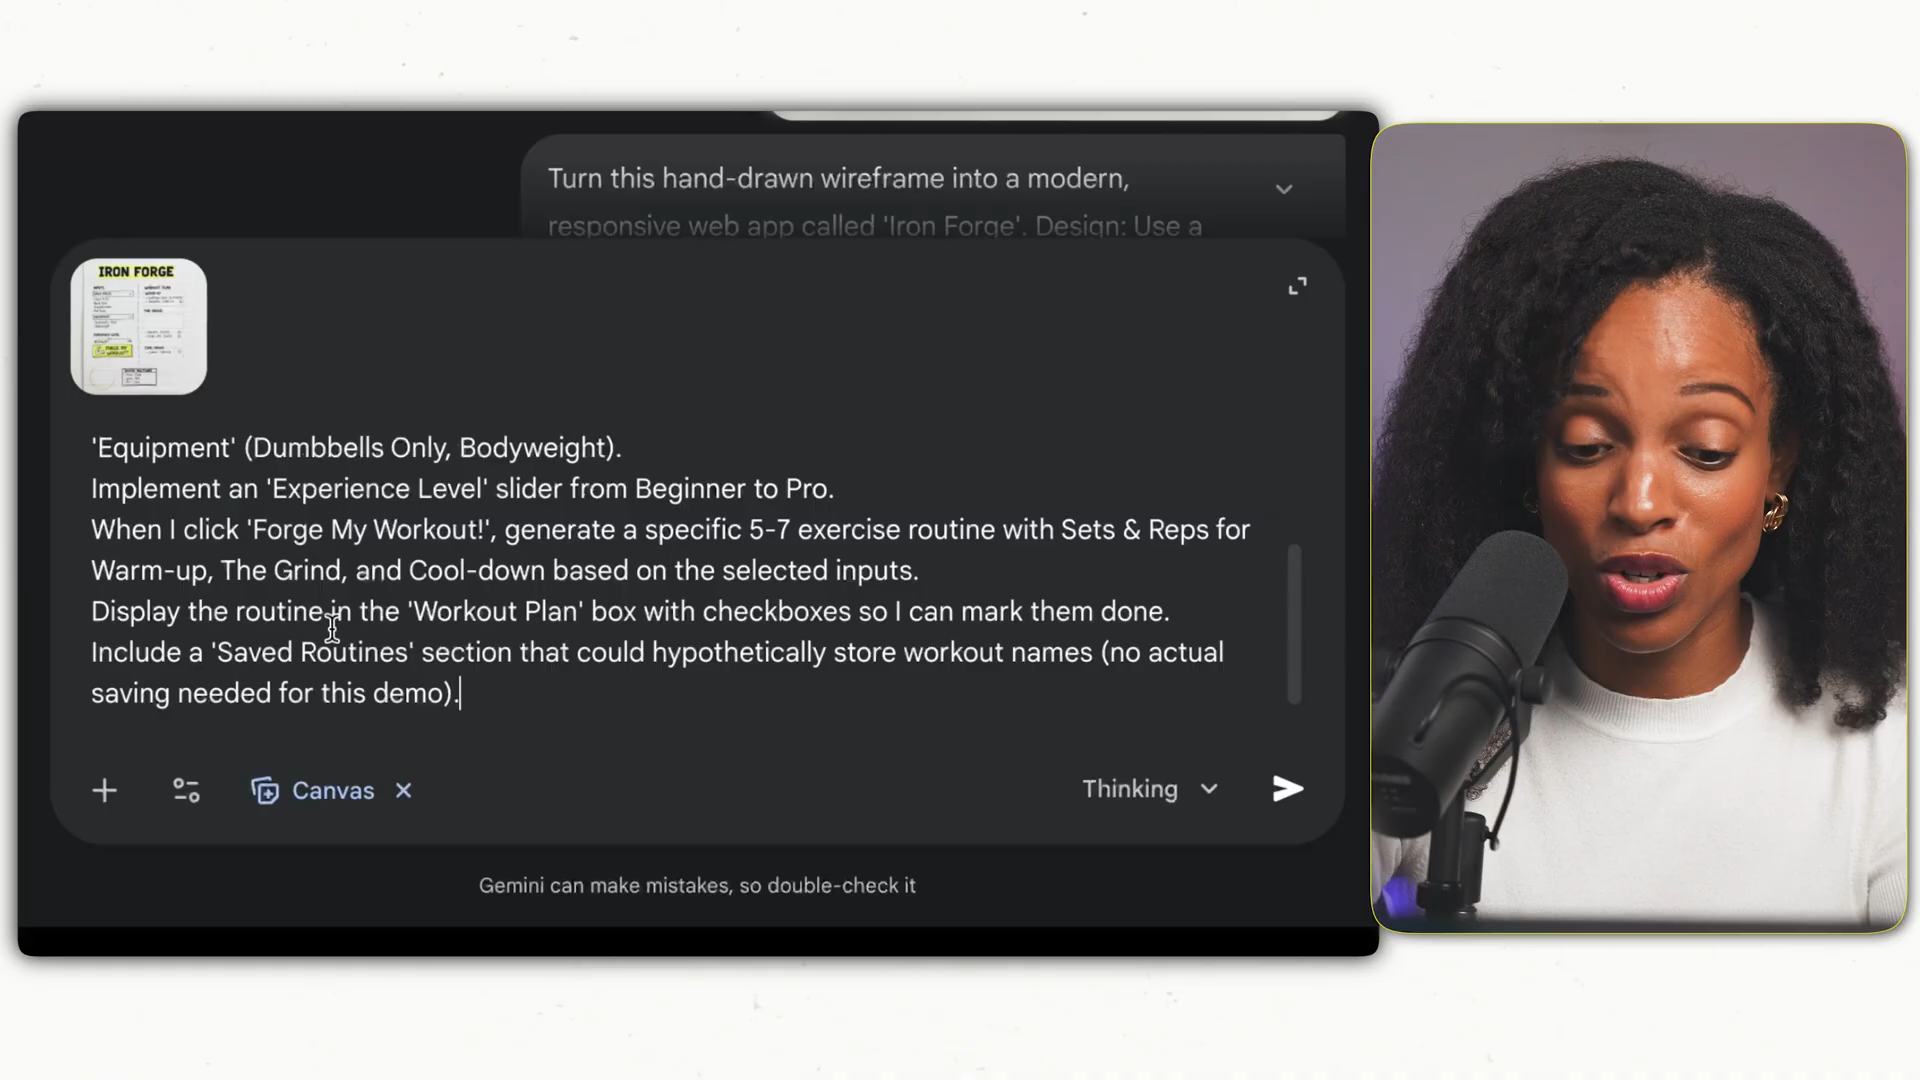 Turn this hand-drawn wireframe into a modern,
responsive web app called 'Iron Forge'. Design: Use a
IRON FORGE
'Equipment' (Dumbbells Only, Bodyweight).
Implement an 'Experience Level' slider from Beginner to Pro.
When I click 'Forge My Workout!', generate a specific 5-7 exercise routine with Sets & Reps for
Warm-up, The Grind, and Cool-down based on the selected inputs.
Display the routine in the 'Workout Plan' box with checkboxes so I can mark them done.
Include a 'Saved Routines' section that could hypothetically store workout names (no actual
saving needed for this demo).
Canvas
Thinking
Gemini can make mistakes, so double-check it